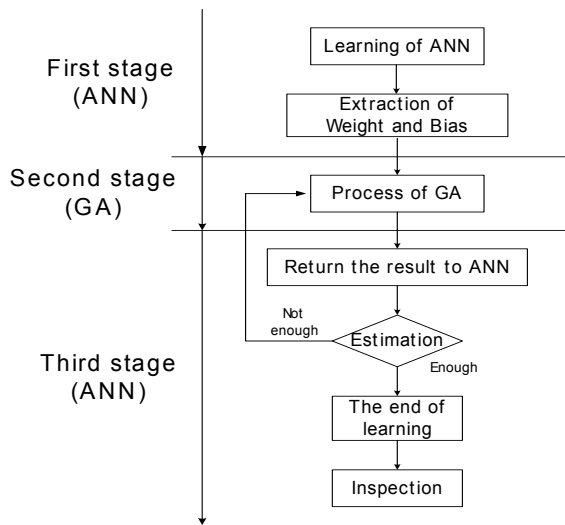 First stage
(ANN)
Learning of ANN
Extraction of
Weight and Bias
Second stage
(GA)
Process of GA
Third stage
(ANN)
Return the result to ANN
Not
enough
Estimation
Enough
The end of
learning
Inspection